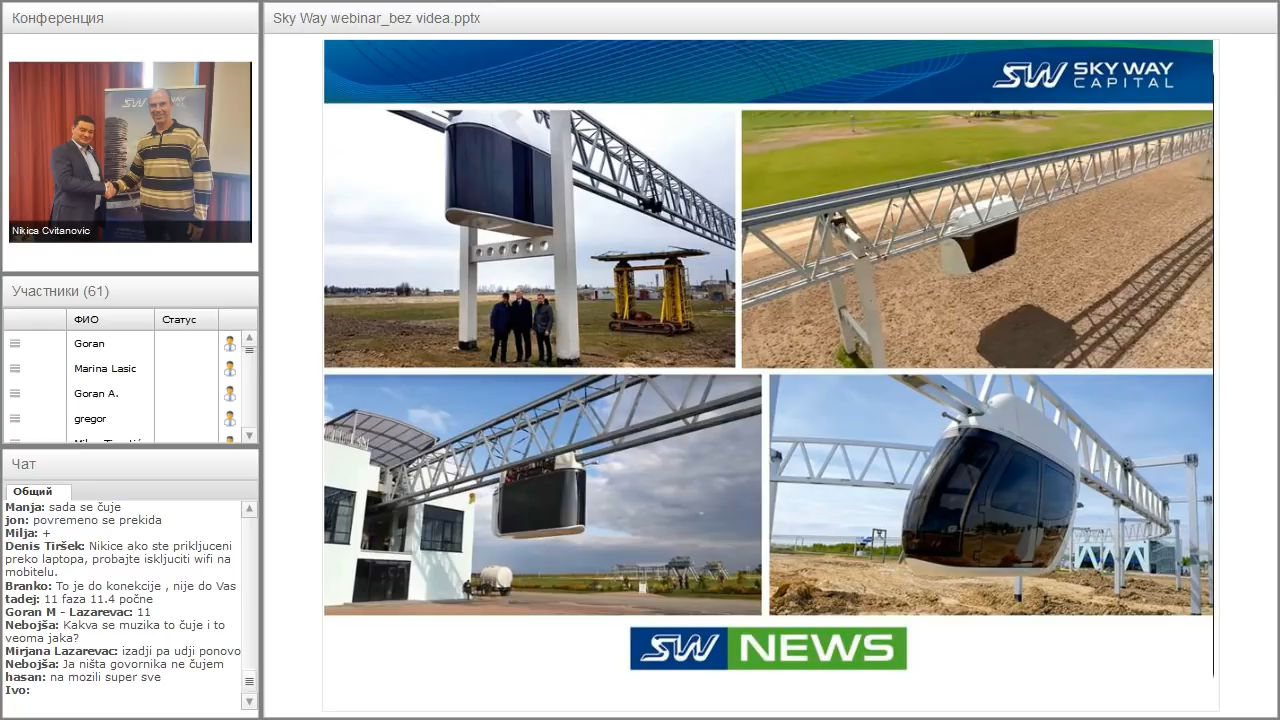 Конференция
Sky Way webinar_bez videa.pptx
SW SKY WAY
CAPITAL
Nikica Cvitanovic
Участники (61)
ФИО Статус
Goran
Marina Lasic
Goran A.
gregor
Чат
Общий
Manja: sada se čuje
jon: povremeno se prekida
Milja: +
Denis Tiršek: Nikice ako ste prikljuceni
preko laptopa, probajte iskljuciti wifi na
mobitelu.
Branko: To je do konekcije , nije do Vas
tadej: 11 faza 11.4 počne
Goran M - Lazarevac: 11
Nebojša: Kakva se muzika to čuje i to
veoma jaka?
Mirjana Lazarevac: izadji pa udji ponovo
Nebojša: Ja ništa govornika ne čujem
hasan: na mozili super sve
Ivo:
SW NEWS